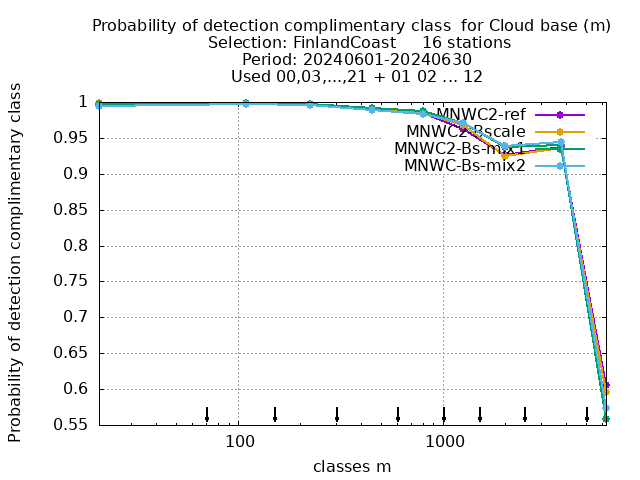 Probability of detection complimentary class  for Cloud base (m)
Selection: FinlandCoast     16 stations
Period: 20240601-20240630
Used 00,03,...,21 + 01 02 ... 12
Probability of detection complimentary class
1
0.95
0.9
0.85
0.8
0.75
0.7
0.65
0.6
0.55
MNWC2-ref
MNWC2-Bscale
MNWC2-Bs-mix1
MNWC-Bs-mix2
100
1000
classes m